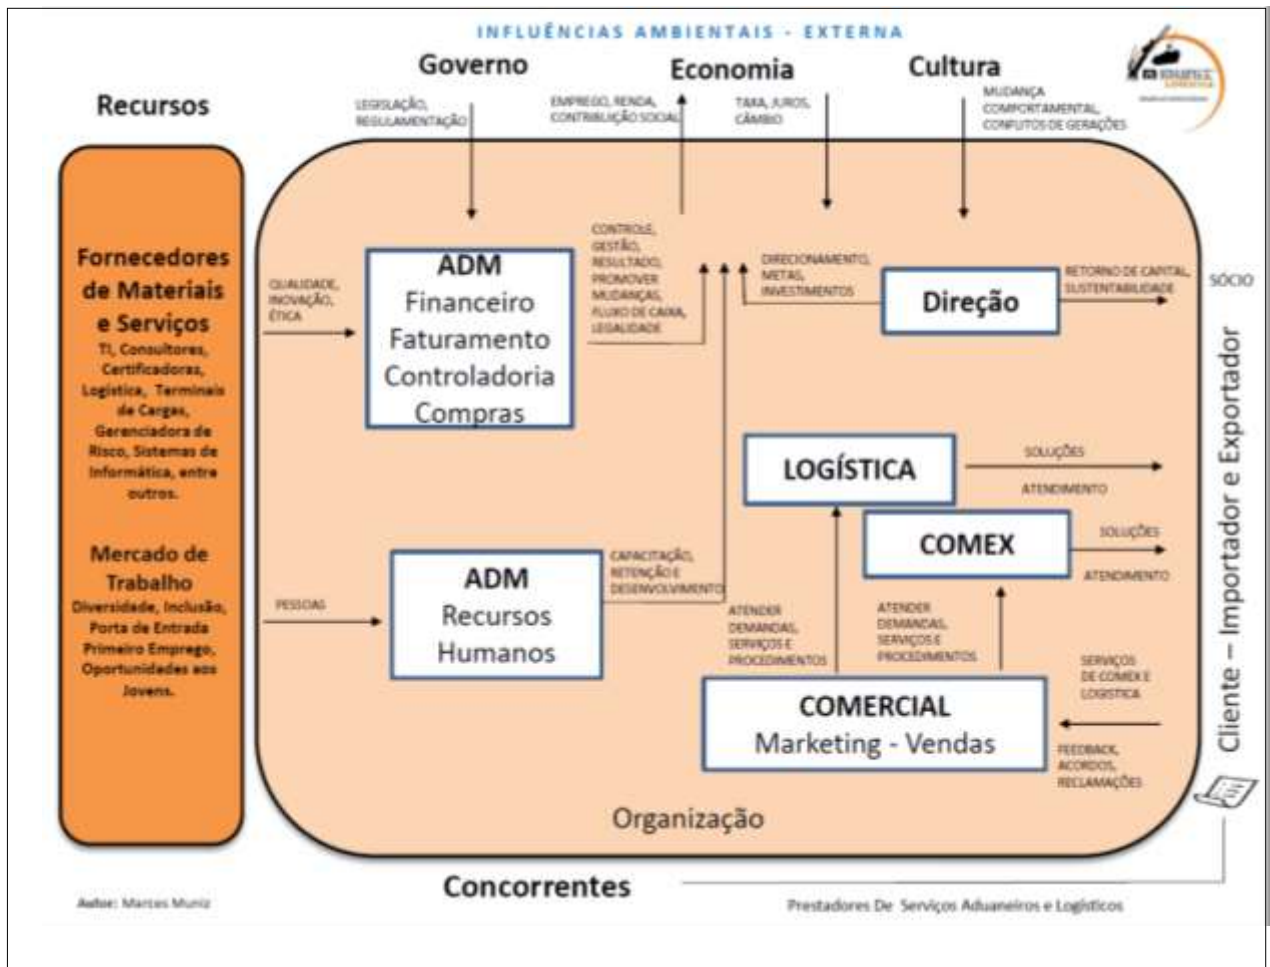 INFLUÊNCIAS AMBIENTAIS - EXTERNA
Governo
Economia
Cultura
Recursos
LEGISLAÇÃO,
REGULAMENTAÇÃO
EMPREGO, RENDA,
CONTRIBUIÇÃO SOCIAL
TAXA, JUROS,
CÂMBIO
MUDANÇA
COMPORTAMENTAL,
CONFLITOS DE GERAÇÕES
Fornecedores
de Materiais
e Serviços
TI, Consultores,
Certificadoras,
Logística, Terminais
de Cargas,
Gerenciadora de
Risco, Sistemas de
Informática, entre
outros.
Mercado de
Trabalho
Diversidade, Inclusão,
Porta de Entrada
Primeiro Emprego,
Oportunidades aos
Jovens.
QUALIDADE,
INOVAÇÃO,
ÉTICA
ADM
Financeiro
Faturamento
Controladoria
Compras
CONTROLE,
GESTÃO,
RESULTADO,
PROMOVER
MUDANÇAS,
FLUXO DE CAIXA,
LEGALIDADE
DIRECIONAMENTO,
METAS,
INVESTIMENTOS
Direção
RETORNO DE CAPITAL,
SUSTENTABILIDADE
SÓCIO
LOGÍSTICA
SOLUÇÕES
ATENDIMENTO
COMEX
SOLUÇÕES
ATENDIMENTO
PESSOAS
ADM
Recursos
Humanos
CAPACITAÇÃO,
RETENÇÃO E
DESENVOLVIMENTO
ATENDER
DEMANDAS,
SERVIÇOS E
PROCEDIMENTOS
ATENDER
DEMANDAS,
SERVIÇOS E
PROCEDIMENTOS
COMERCIAL
Marketing - Vendas
SERVIÇOS
DE COMEX E
LOGISTICA
FEEDBACK,
ACORDOS,
RECLAMAÇÕES
Cliente – Importador e Exportador
Organização
Concorrentes
Autor: Marcos Muniz
Prestadores De Serviços Aduaneiros e Logísticos